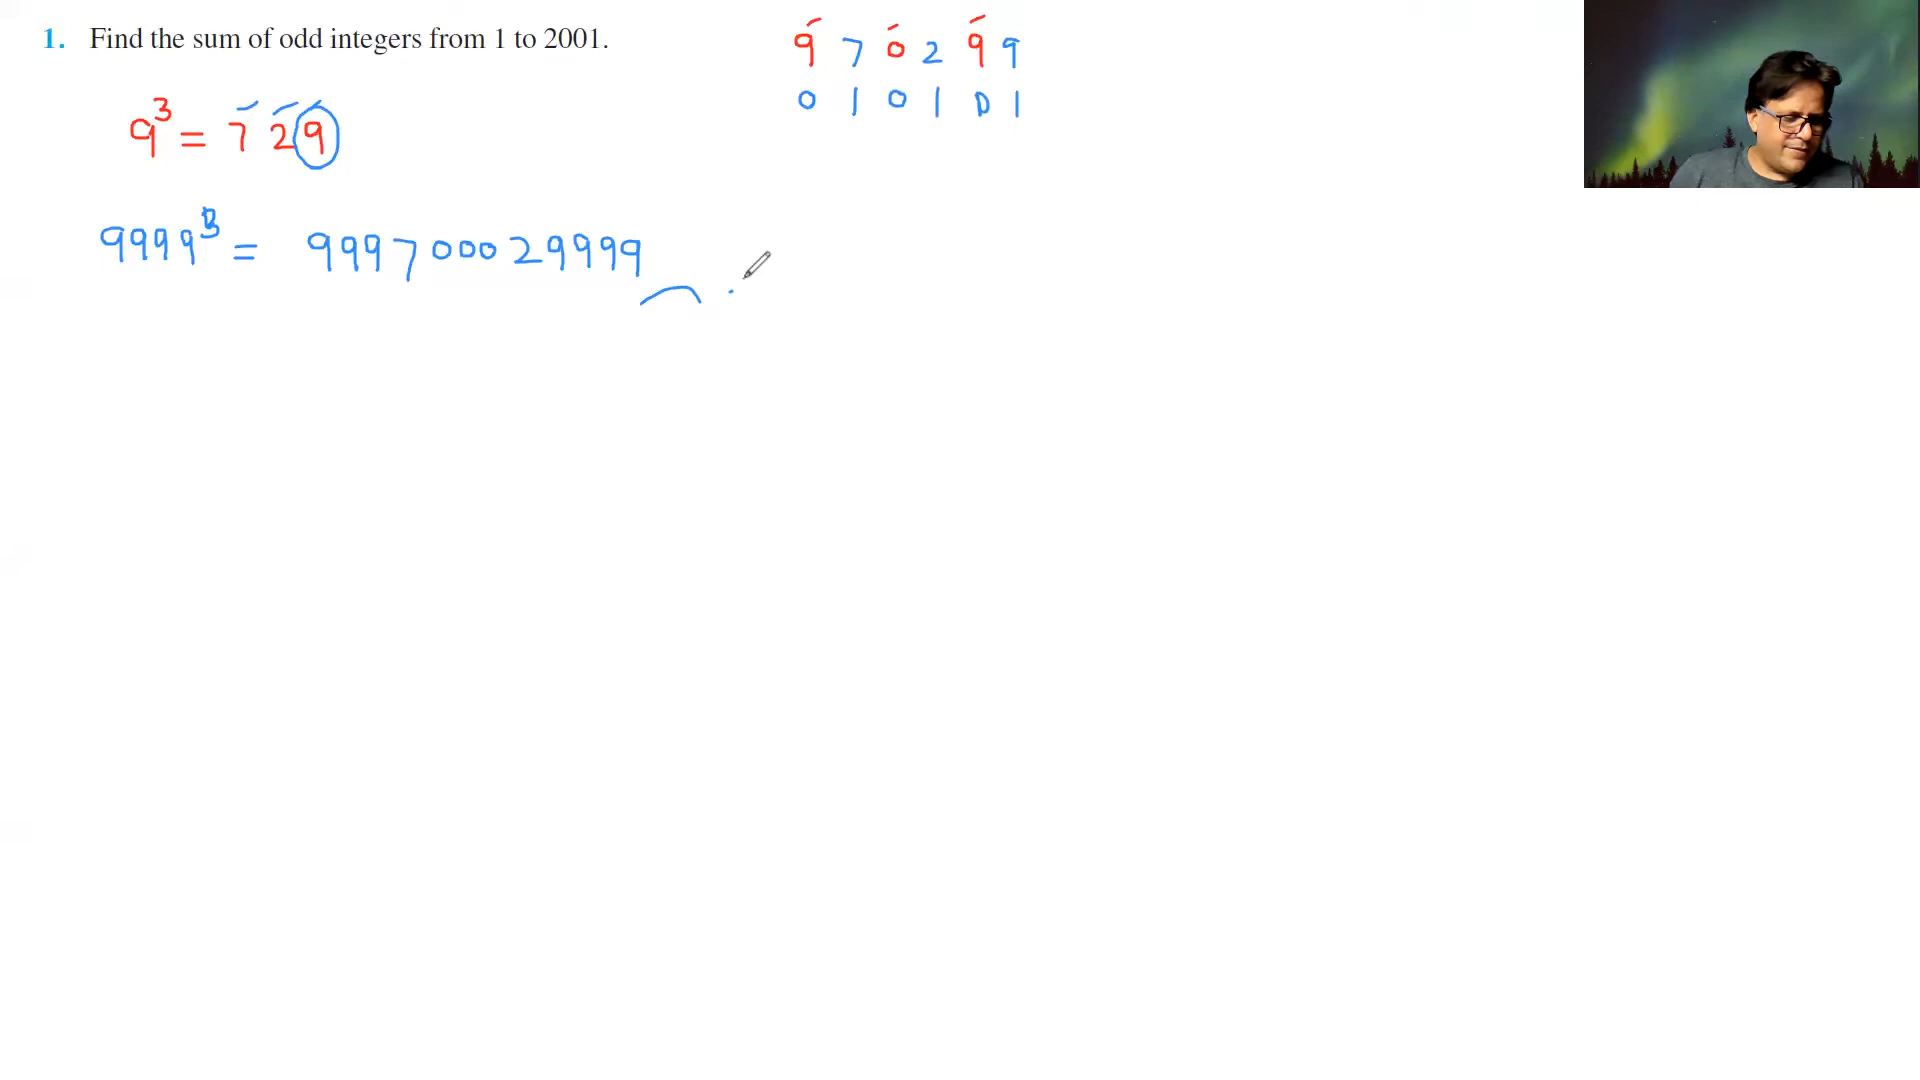 1. Find the sum of odd integers from 1 to 2001.
9 7 0 2 9 9
0 1 0 1 0 1
9³ = 729
9999³ = 999700029999